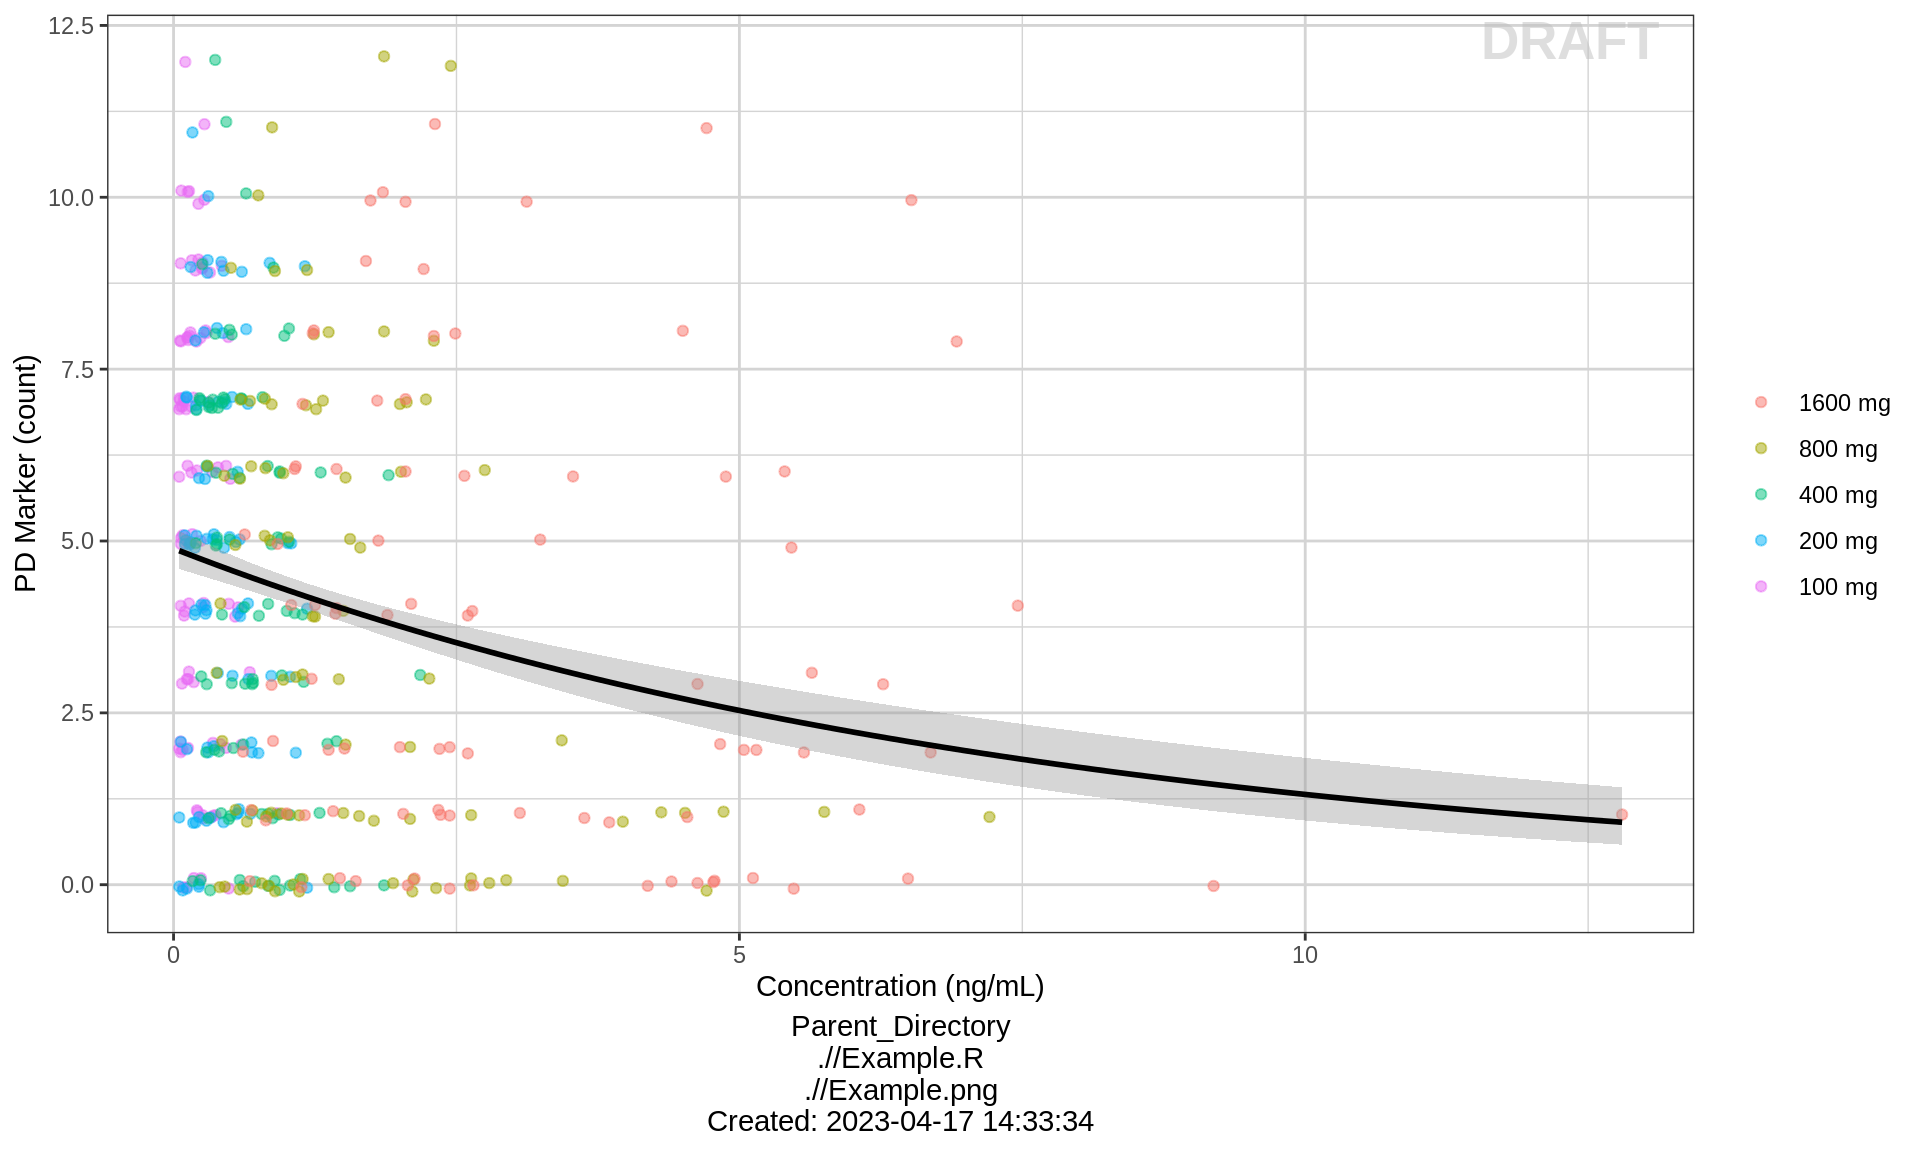 DRAFT
12.5
10.0
7.5
5.0
2.5
0.0
PD Marker (count)
0
5
10
Concentration (ng/mL)
1600 mg
800 mg
400 mg
200 mg
100 mg
Parent_Directory
.//Example.R
.//Example.png
Created: 2023-04-17 14:33:34